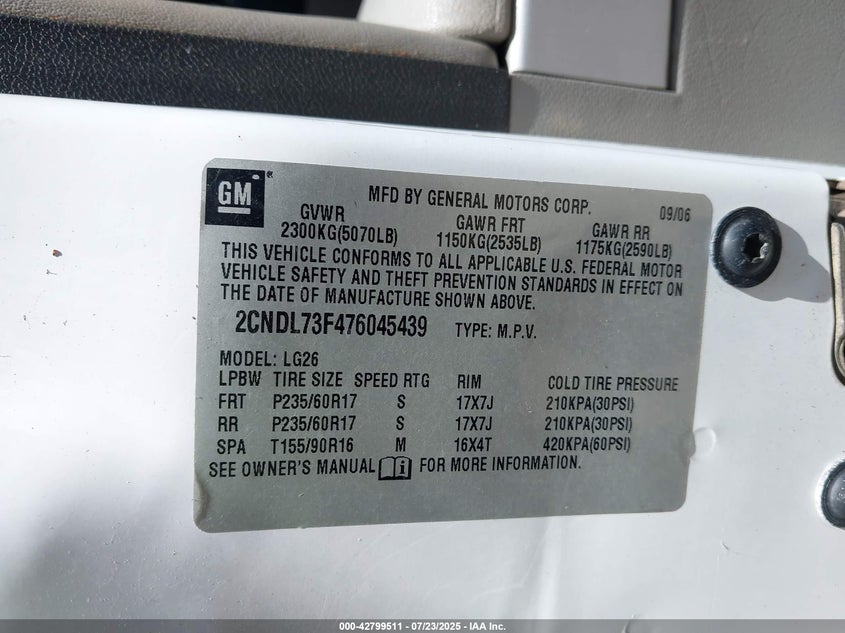 GM
MFD BY GENERAL MOTORS CORP. 09/06
GVWR GAWR FRT GAWR RR
2300KG(5070LB) 1150KG(2535LB) 1175KG(2590LB)
THIS VEHICLE CONFORMS TO ALL APPLICABLE U.S. FEDERAL MOTOR
VEHICLE SAFETY AND THEFT PREVENTION STANDARDS IN EFFECT ON
THE DATE OF MANUFACTURE SHOWN ABOVE.
2CNDL73F476045439 TYPE: M.P.V.
MODEL: LG26
LPBW TIRE SIZE SPEED RTG RIM COLD TIRE PRESSURE
FRT P235/60R17 S 17X7J 210KPA(30PSI)
RR P235/60R17 S 17X7J 210KPA(30PSI)
SPA T155/90R16 M 16X4T 420KPA(60PSI)
SEE OWNER'S MANUAL FOR MORE INFORMATION.
000-42799511 - 07/23/2025 - IAA Inc.